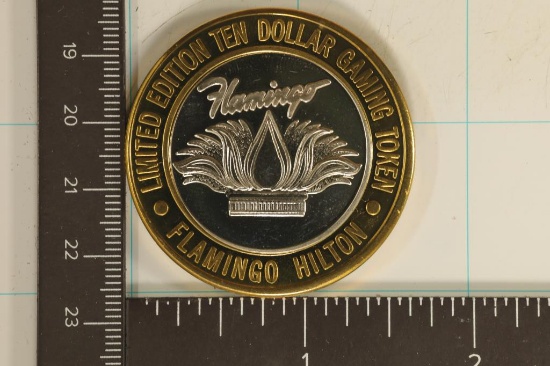 LIMITED EDITION TEN DOLLAR GAMING TOKEN
Flamingo
FLAMINGO HILTON
19
20
21
22
23
1
2